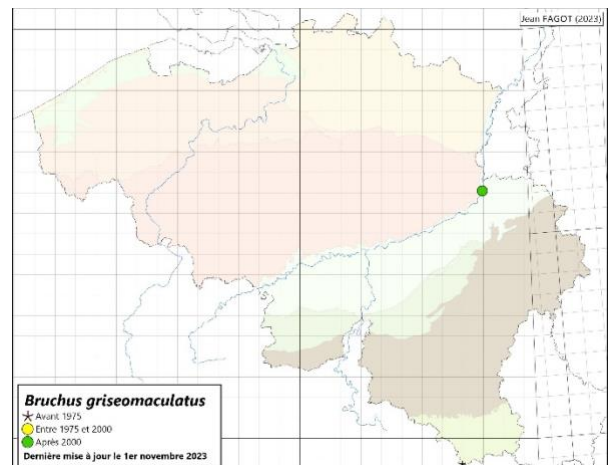 Jean FAGOT (2023)
Bruchus griseomaculatus
Avant 1975
Entre 1975 et 2000
Après 2000
Dernière mise à jour le 1er novembre 2023